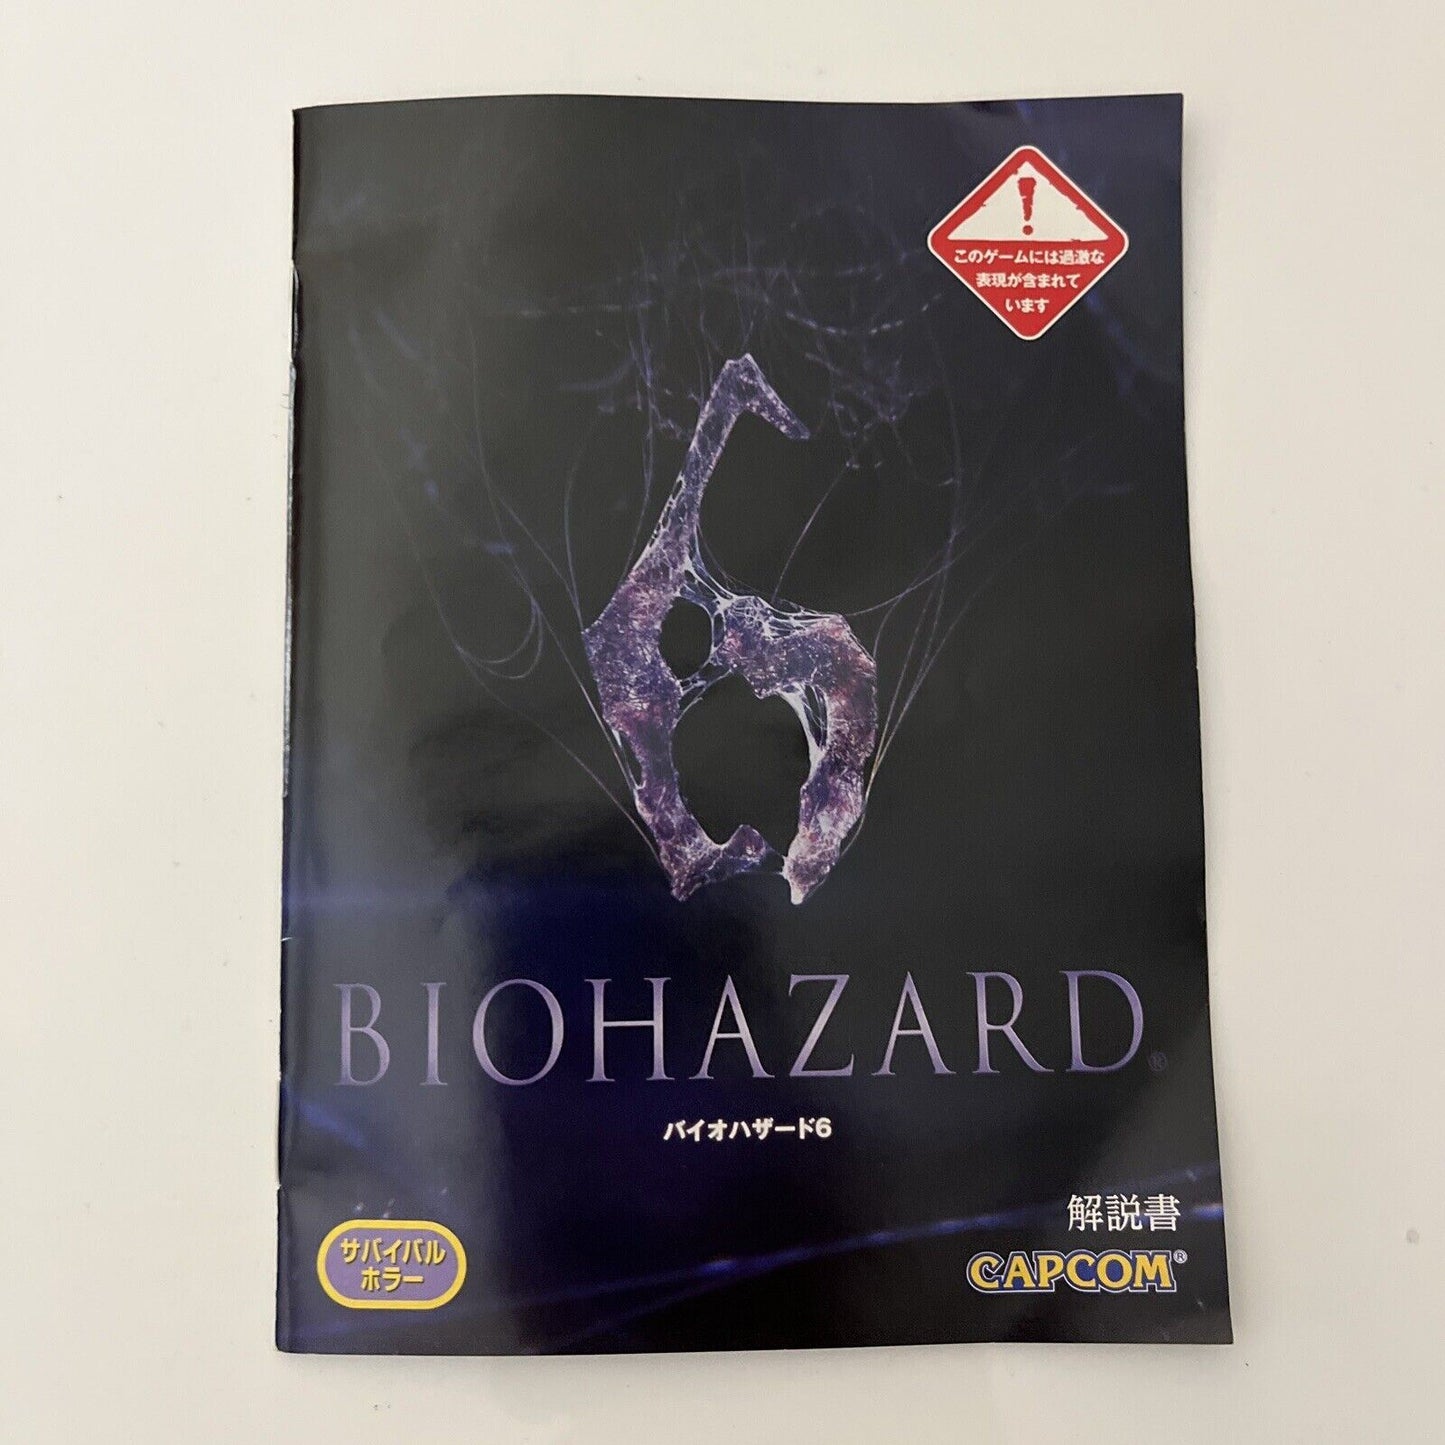 !
このゲームには過激な
表現が含まれて
います
6
BIOHAZARD®
バイオハザード6
解説書
サバイバル
ホラー
CAPCOM®